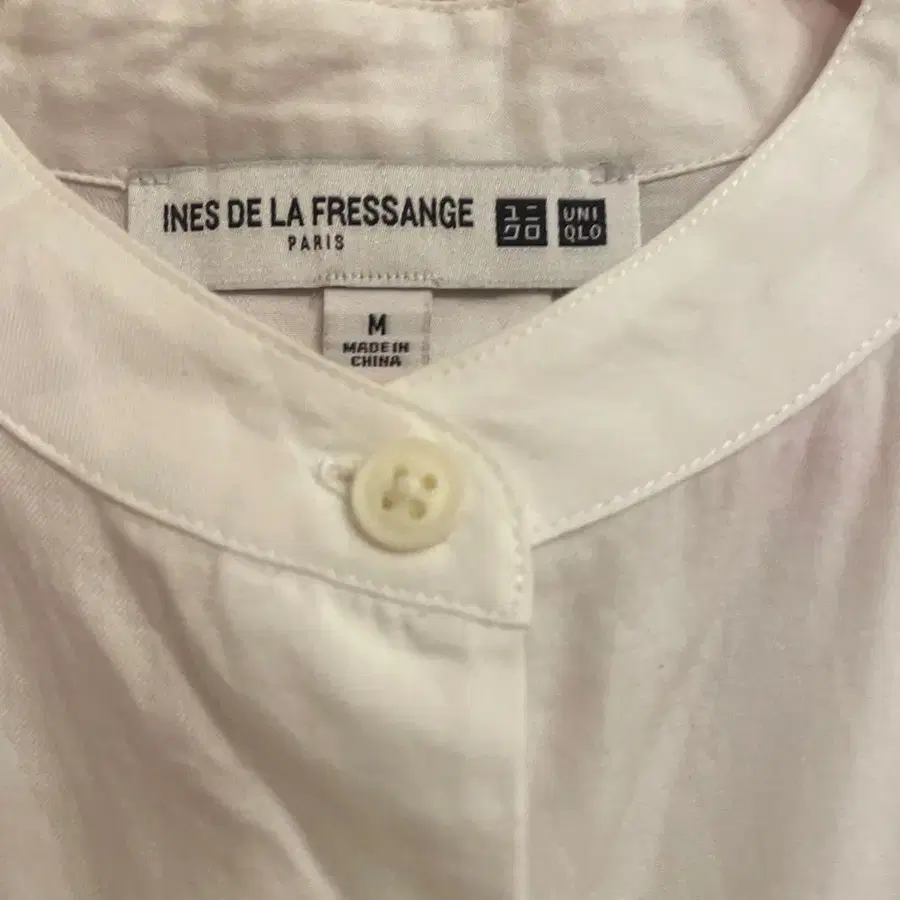 INES DE LA FRESSANGE
PARIS
ユニ
クロ
UNI
QLO
M
MADE IN
CHINA